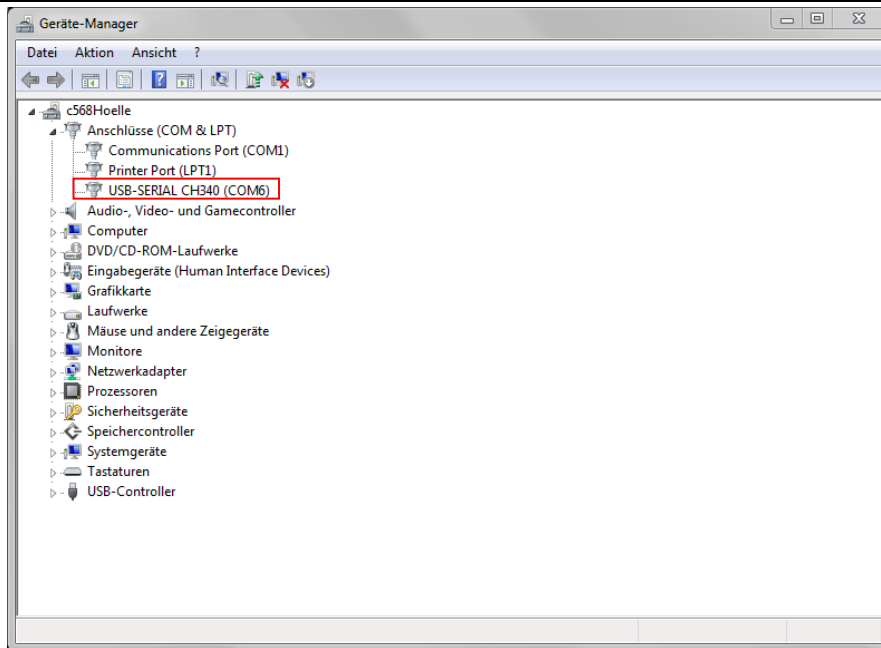 Geräte-Manager
Datei Aktion Ansicht ?
c568Hoelle
Anschlüsse (COM & LPT)
Communications Port (COM1)
Printer Port (LPT1)
USB-SERIAL CH340 (COM6)
Audio-, Video- und Gamecontroller
Computer
DVD/CD-ROM-Laufwerke
Eingabegeräte (Human Interface Devices)
Grafikkarte
Laufwerke
Mäuse und andere Zeigegeräte
Monitore
Netzwerkadapter
Prozessoren
Sicherheitsgeräte
Speichercontroller
Systemgeräte
Tastaturen
USB-Controller